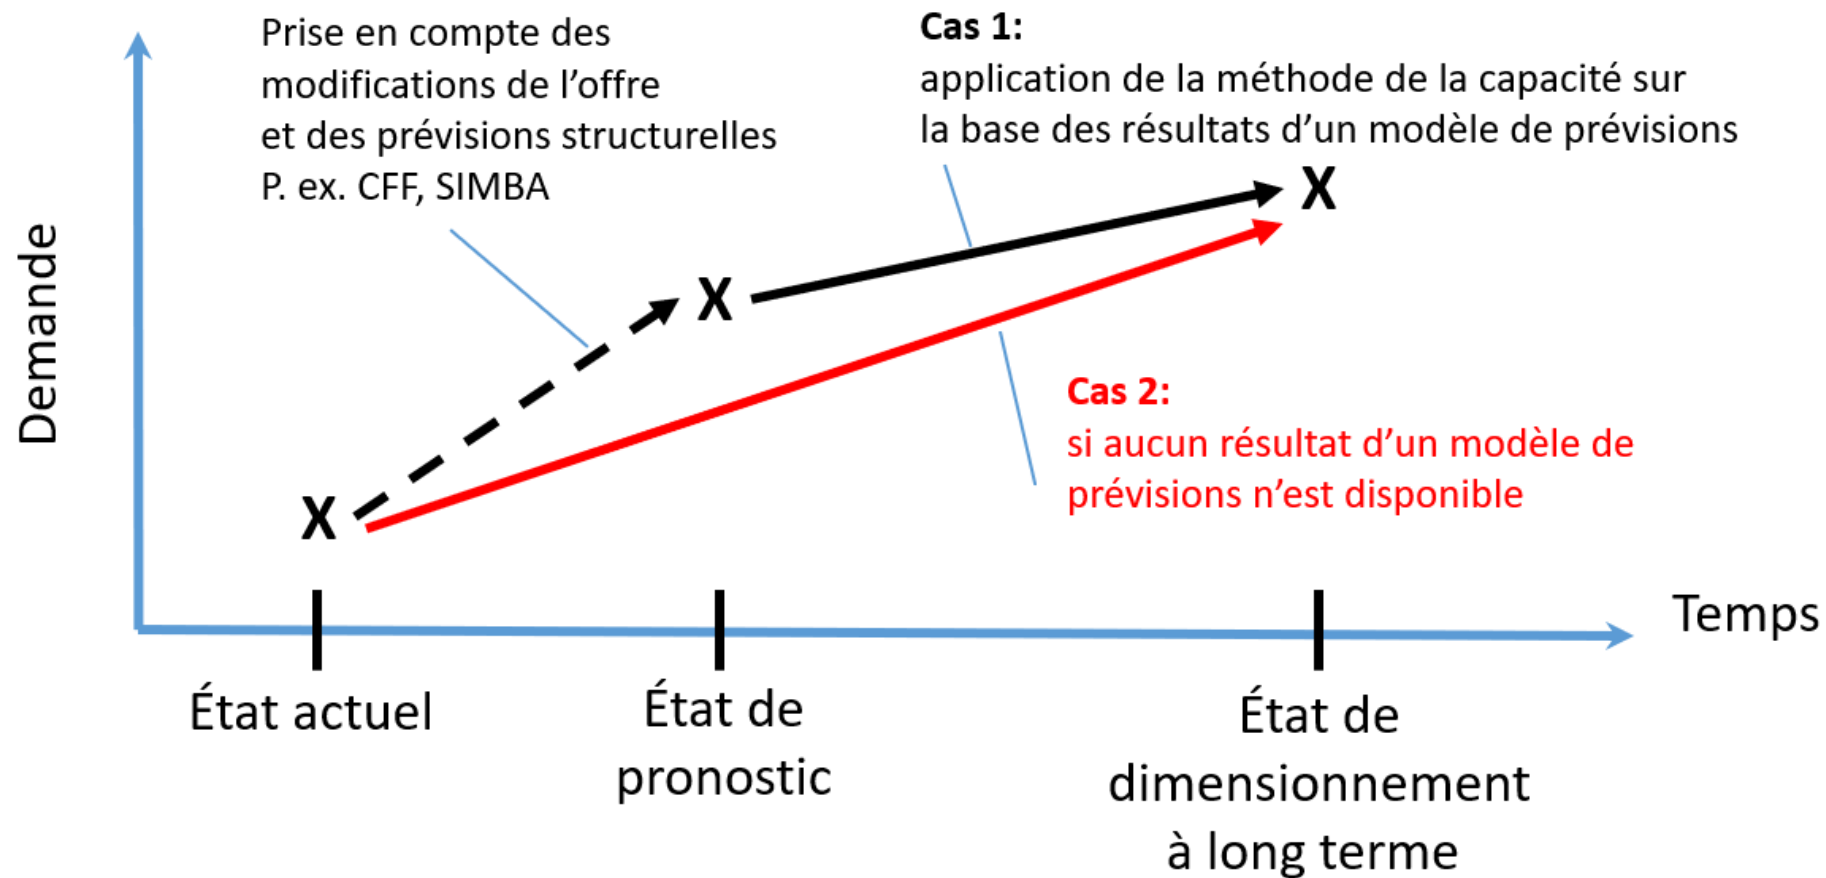 Prise en compte des
modifications de l’offre
et des prévisions structurelles
P. ex. CFF, SIMBA
Cas 1:
application de la méthode de la capacité sur
la base des résultats d’un modèle de prévisions
X
X
X
Cas 2:
si aucun résultat d’un modèle de
prévisions n’est disponible
Demande
Temps
État actuel
État de
pronostic
État de
dimensionnement
à long terme